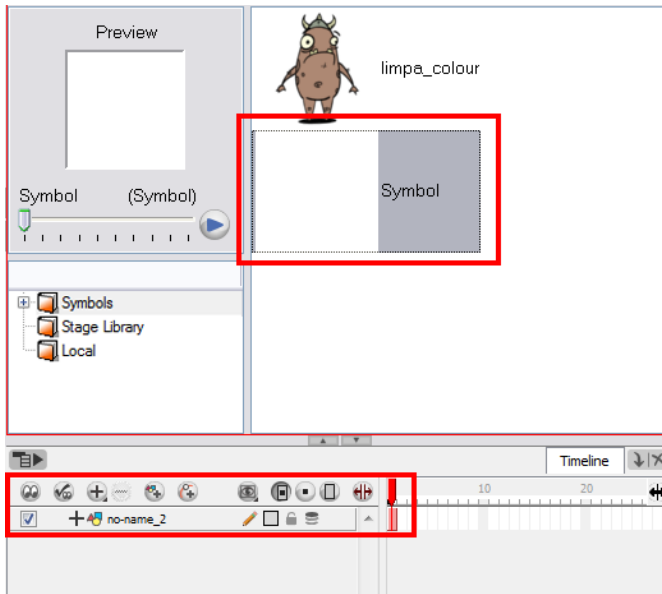 Preview
limpa_colour
Symbol (Symbol)
Symbol
Symbols
Stage Library
Local
Timeline
10 20
no-name_2